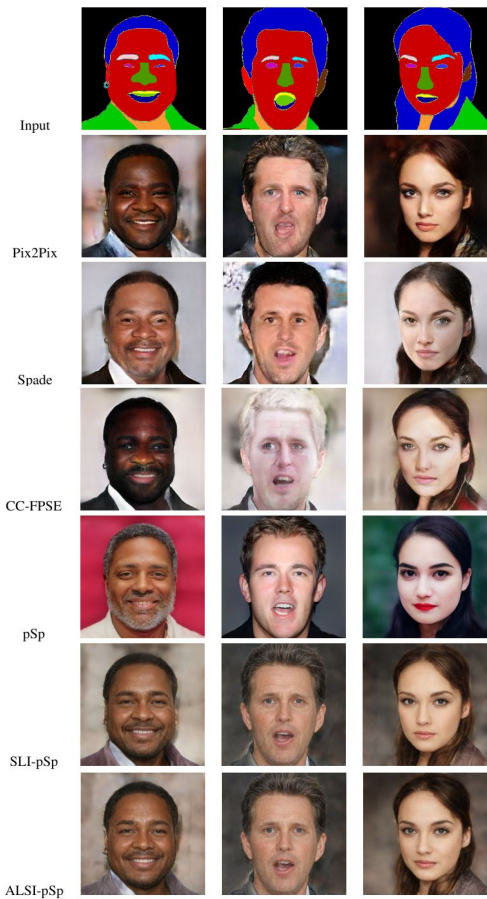 Input
Pix2Pix
Spade
CC-FPSE
pSp
SLI-pSp
ALSI-pSp